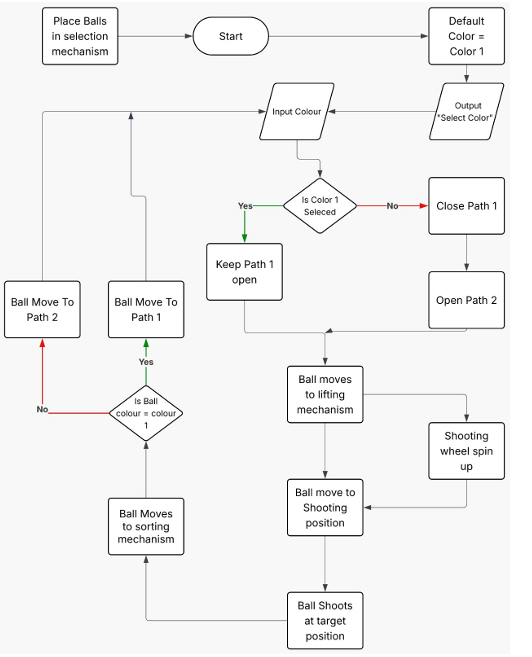 Place Balls
in selection
mechanism
Start
Default
Color =
Color 1
Output
"Select Color"
Input Colour
Is Color 1
Seleced
Yes
No
Close Path 1
Keep Path 1
open
Open Path 2
Ball Move To
Path 2
Ball Move To
Path 1
Yes
No
Is Ball
colour = colour
1
Ball moves
to lifting
mechanism
Shooting
wheel spin
up
Ball move to
Shooting
position
Ball Moves
to sorting
mechanism
Ball Shoots
at target
position